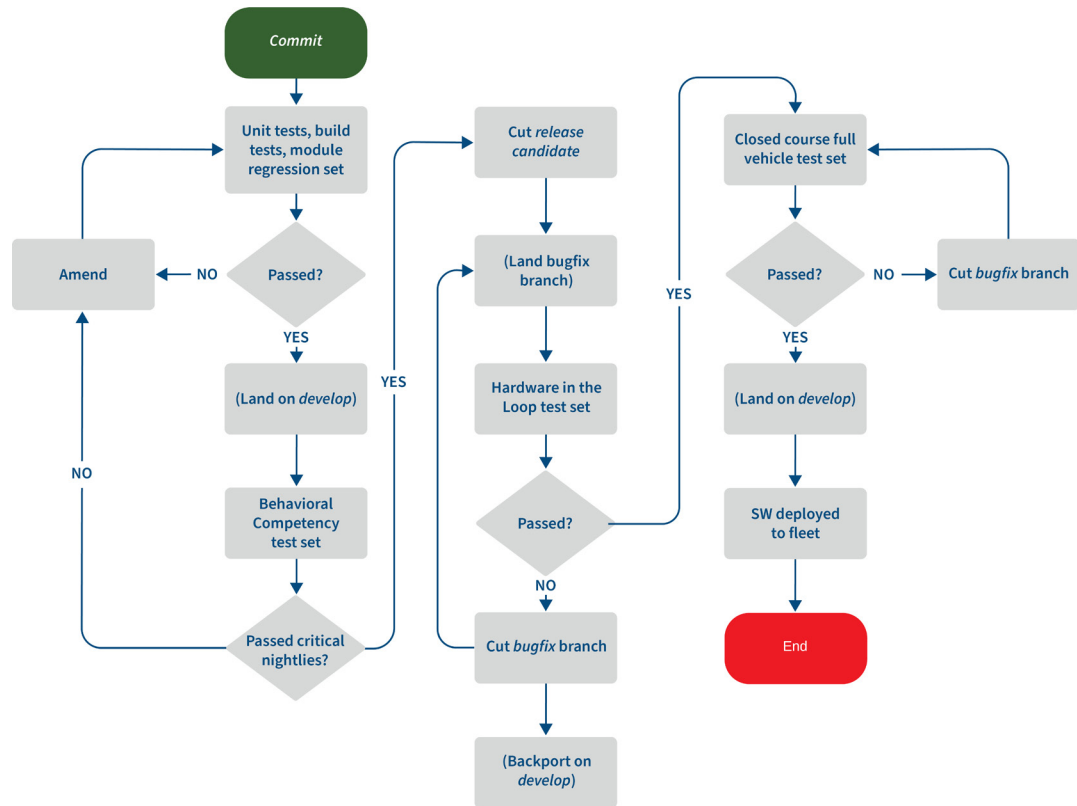 Commit
Unit tests, build
tests, module
regression set
Passed?
NO
Amend
YES
(Land on develop)
Behavioral
Competency
test set
Passed critical
nightlies?
NO
YES
Cut release
candidate
(Land bugfix
branch)
Hardware in the
Loop test set
Passed?
NO
Cut bugfix branch
(Backport on
develop)
YES
Closed course full
vehicle test set
Passed?
NO
Cut bugfix branch
YES
(Land on develop)
SW deployed
to fleet
End